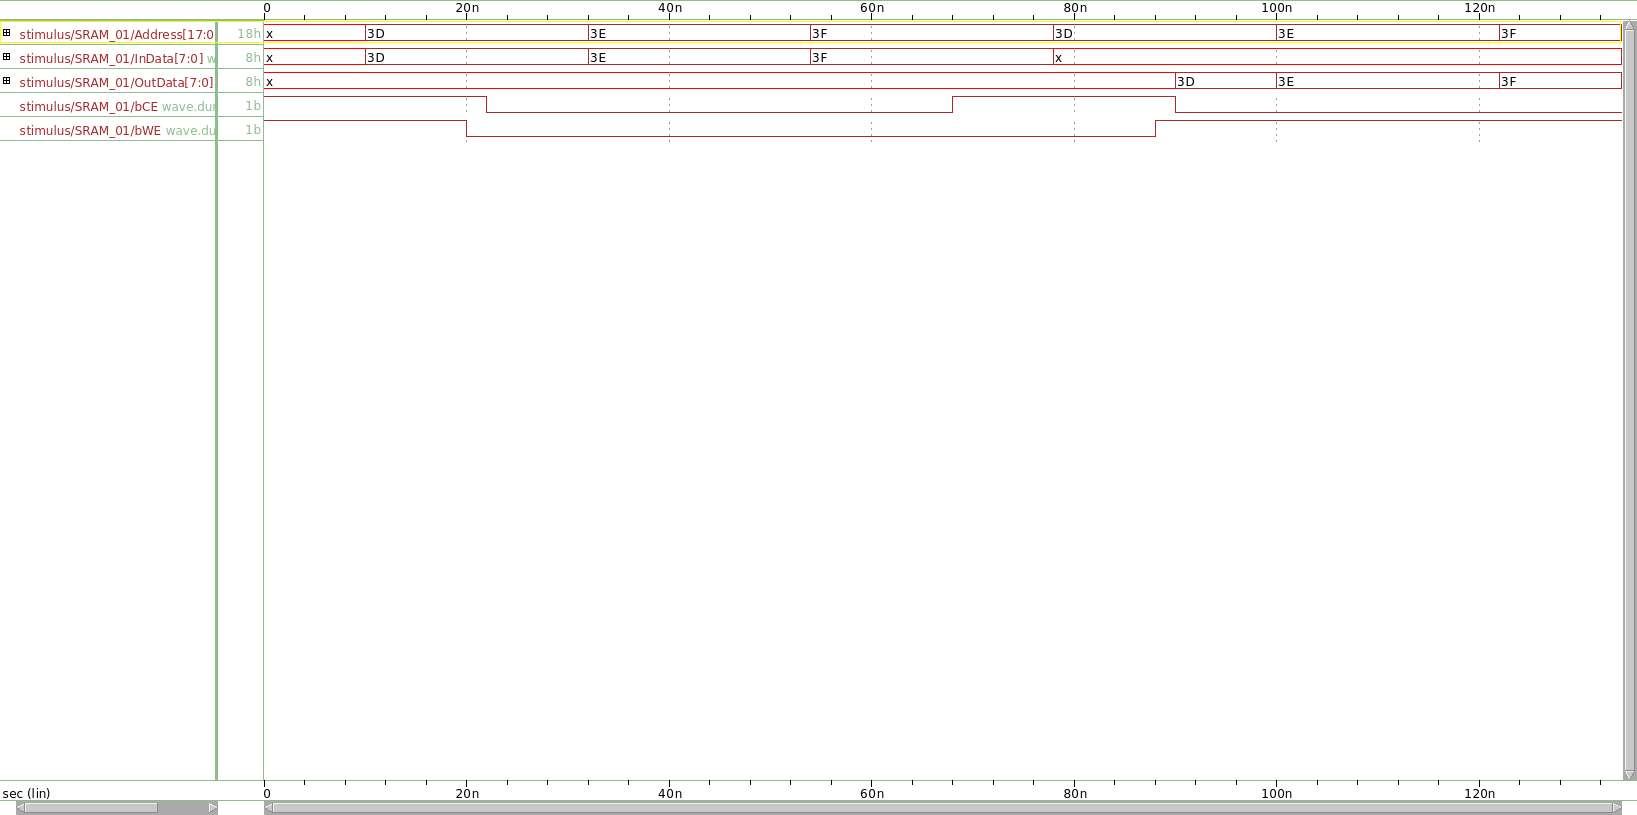 0 20n 40n 60n 80n 100n 120n
stimulus/SRAM_01/Address[17:0 18h x 3D 3E 3F 3D 3E 3F
stimulus/SRAM_01/InData[7:0] w 8h x 3D 3E 3F x
stimulus/SRAM_01/OutData[7:0] 8h x 3D 3E 3F
stimulus/SRAM_01/bCE wave.du 1b
stimulus/SRAM_01/bWE wave.du 1b
sec (lin) 0 20n 40n 60n 80n 100n 120n